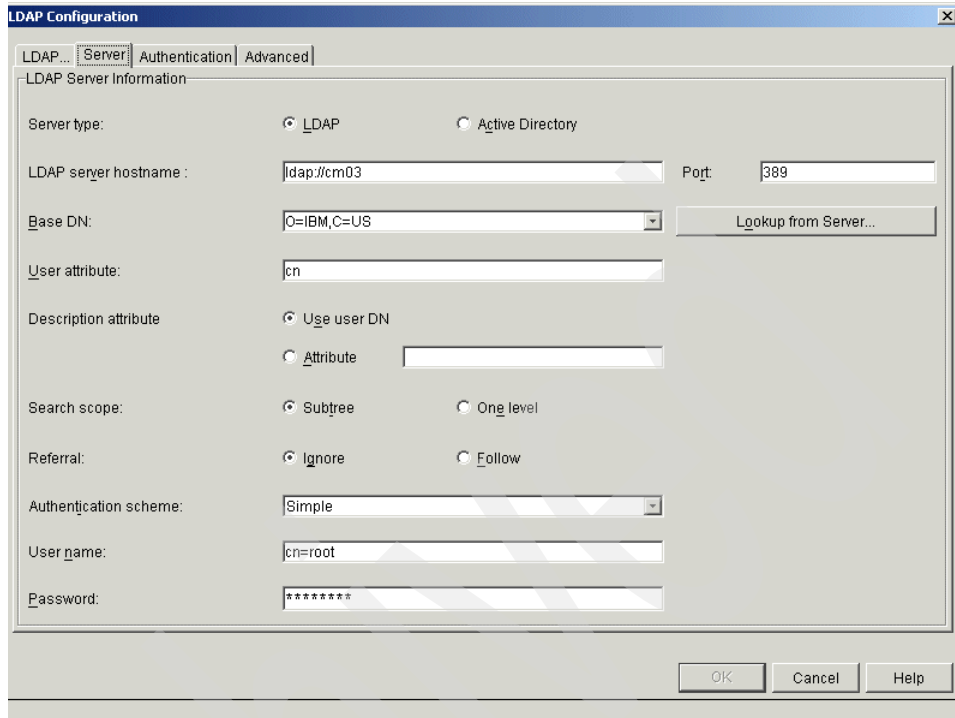 LDAP Configuration
LDAP... Server Authentication Advanced
LDAP Server Information
Server type: LDAP Active Directory
LDAP server hostname : ldap://cm03 Port: 389
Base DN: O=IBM,C=US Lookup from Server...
User attribute: cn
Description attribute Use user DN
Attribute
Search scope: Subtree One level
Referral: Ignore Follow
Authentication scheme: Simple
User name: cn=root
Password: ********
OK Cancel Help